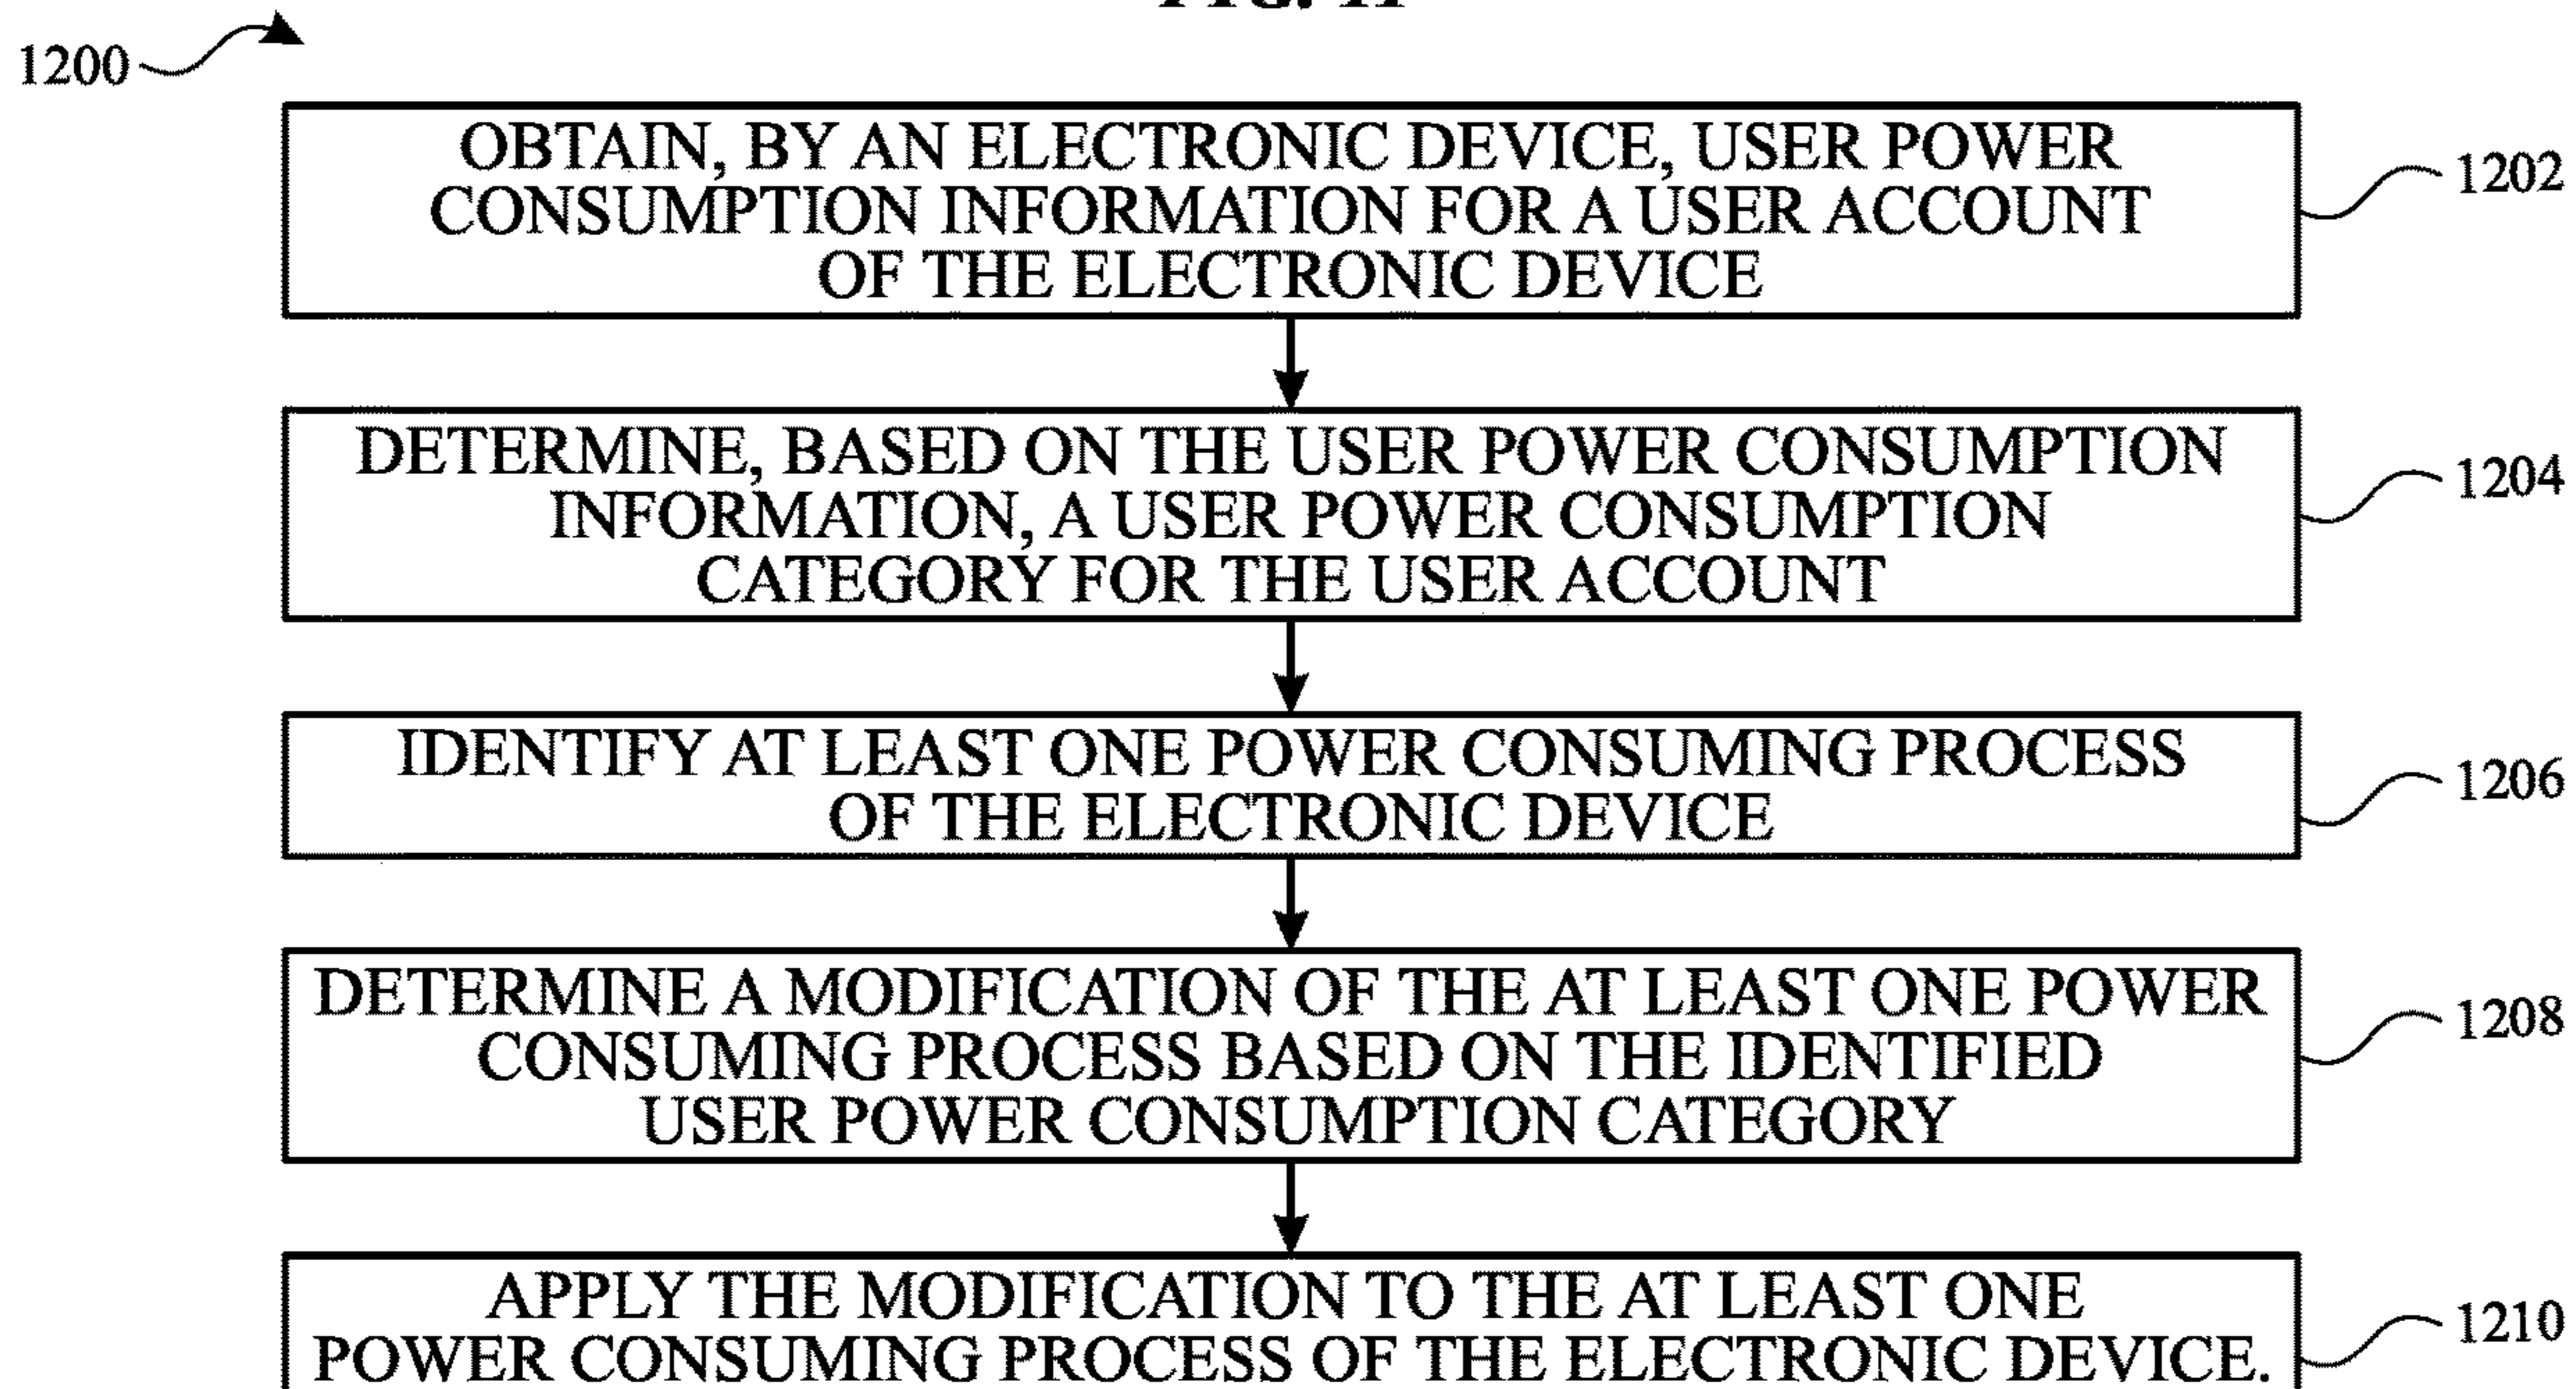 1200
OBTAIN, BY AN ELECTRONIC DEVICE, USER POWER
CONSUMPTION INFORMATION FOR A USER ACCOUNT
OF THE ELECTRONIC DEVICE
1202
DETERMINE, BASED ON THE USER POWER CONSUMPTION
INFORMATION, A USER POWER CONSUMPTION
CATEGORY FOR THE USER ACCOUNT
1204
IDENTIFY AT LEAST ONE POWER CONSUMING PROCESS
OF THE ELECTRONIC DEVICE
1206
DETERMINE A MODIFICATION OF THE AT LEAST ONE POWER
CONSUMING PROCESS BASED ON THE IDENTIFIED
USER POWER CONSUMPTION CATEGORY
1208
APPLY THE MODIFICATION TO THE AT LEAST ONE
POWER CONSUMING PROCESS OF THE ELECTRONIC DEVICE.
1210